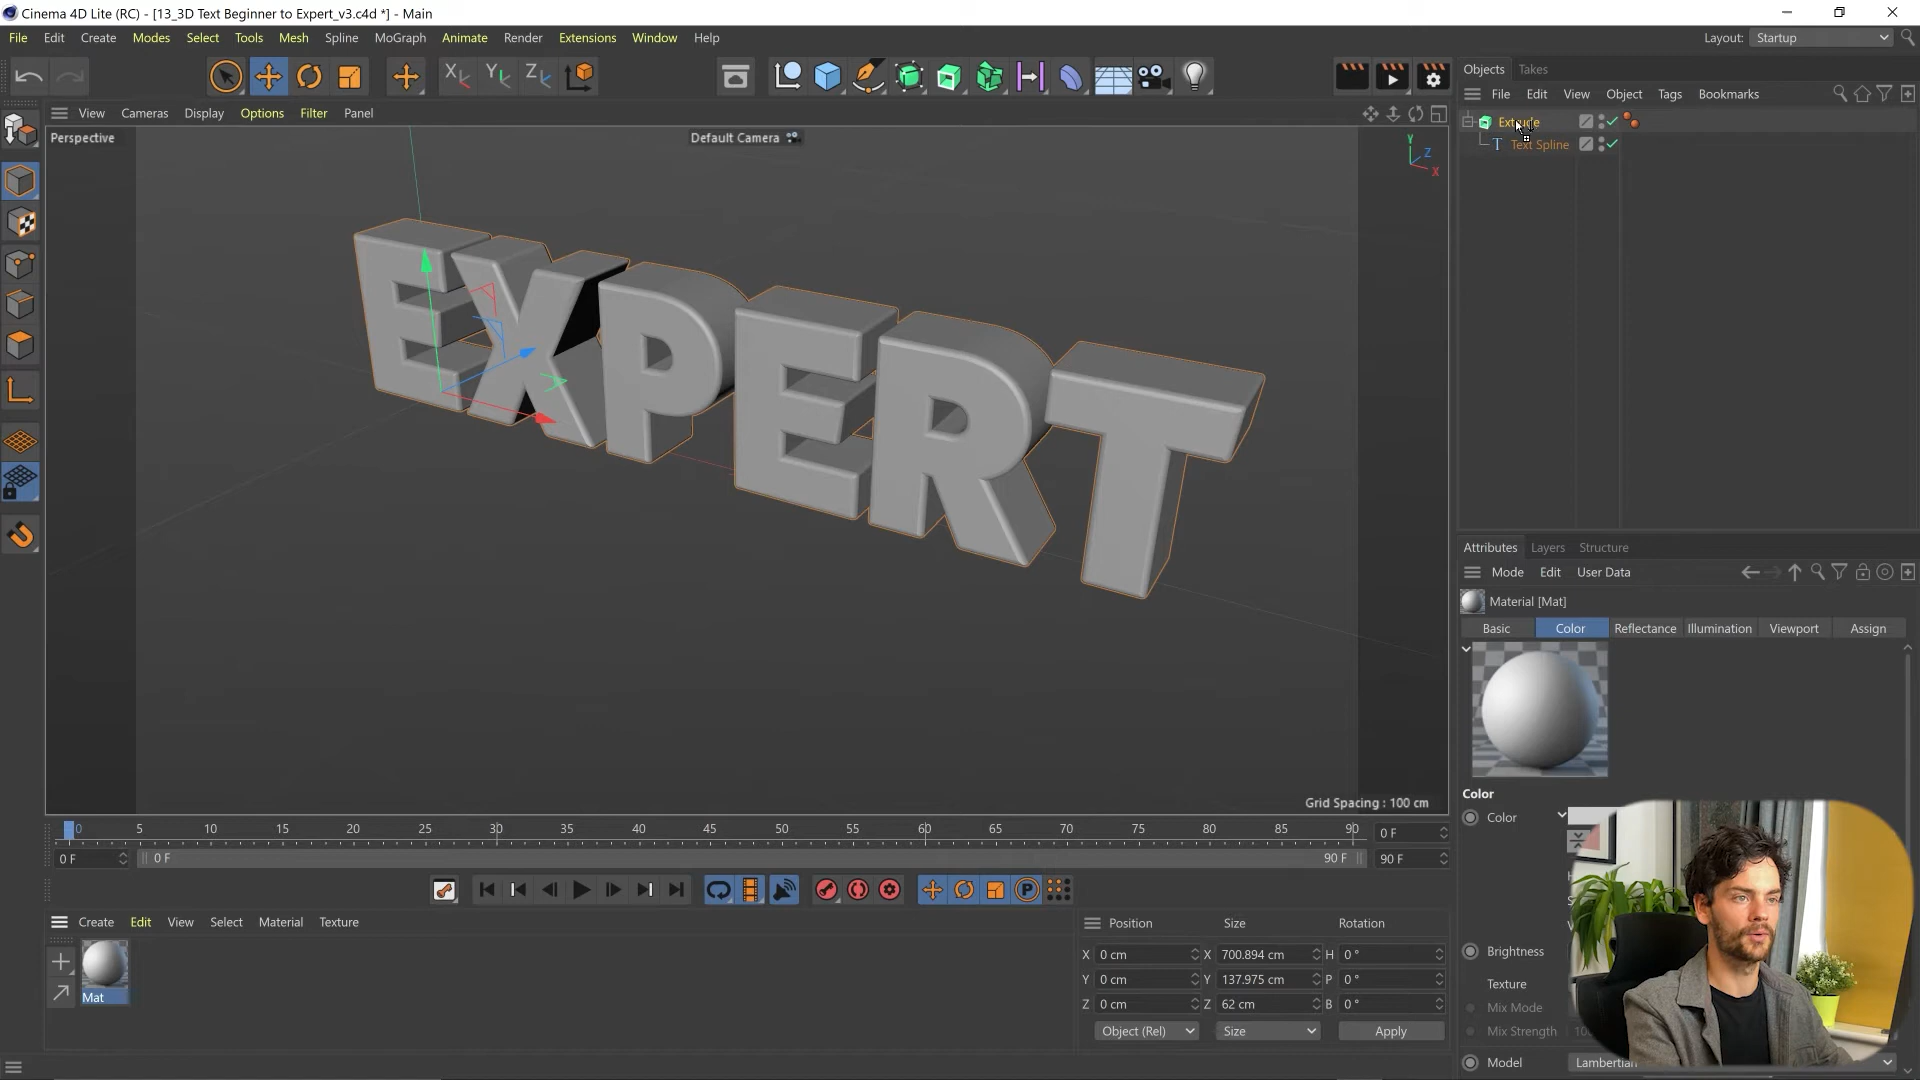 Cinema 4D Lite (RC) - [13_3D Text Beginner to Expert_v3.c4d *] - Main
File Edit Create Modes Select Tools Mesh Spline MoGraph Render Animate Extensions Window Help
Layout: Startup
Objects Takes
File Edit View Object Tags Bookmarks
View Cameras Display Options Filter Panel
Perspective
Default Camera
Extrude
Text Spline
Y
Z
X
EXPERT
Grid Spacing : 100 cm
Attributes Layers Structure
Mode Edit User Data
Material [Mat]
Basic Color Reflectance Illumination Viewport Assign
Color
Color
Brightness
Texture
Mix Mode
Mix Strength
Model Lambertian
0 5 10 15 20 25 30 35 40 45 50 55 60 65 70 75 80 85 90 0 F
0 F 0 F 90 F 90 F
Create Edit View Select Material Texture
Mat
Position Size Rotation
X 0 cm X 700.894 cm H 0 °
Y 0 cm Y 137.975 cm P 0 °
Z 0 cm Z 62 cm B 0 °
Object (Rel) Size Apply